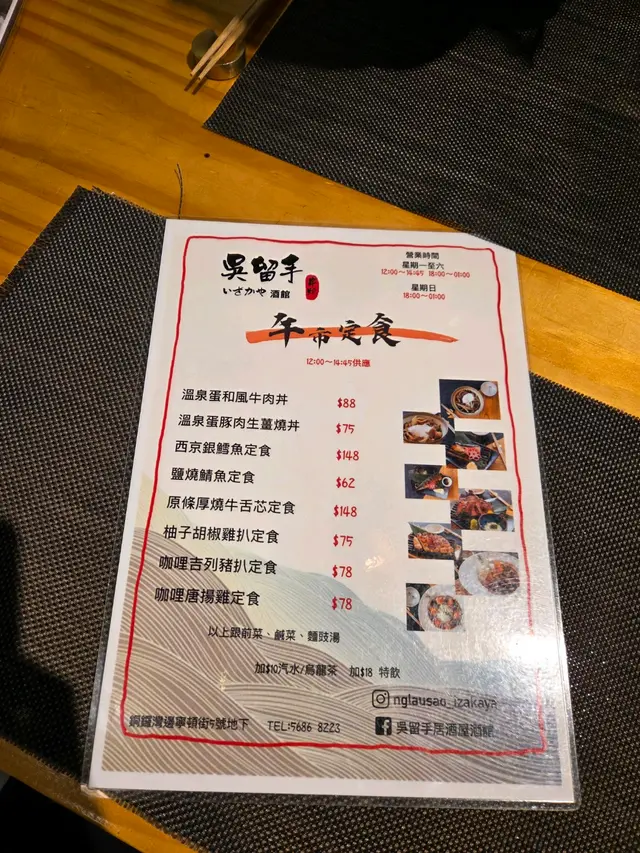 吳留手
いざかや 酒館
營業時間
星期一至六
12:00～14:45 18:00～01:00
星期日
18:00～01:00
午市定食
12:00～14:45供應
溫泉蛋和風牛肉丼 $88
溫泉蛋豚肉生薑燒丼 $75
西京銀鱈魚定食 $148
鹽燒鯖魚定食 $62
原條厚燒牛舌芯定食 $148
柚子胡椒雞扒定食 $75
咖哩吉列豬扒定食 $78
咖哩唐揚雞定食 $78
以上跟前菜、鹹菜、麵豉湯
加$10汽水/烏龍茶 加$18 特飲
nglausao_izakaya
銅鑼灣邊寧頓街7號地下 TEL:5686 8223
吳留手居酒屋酒館